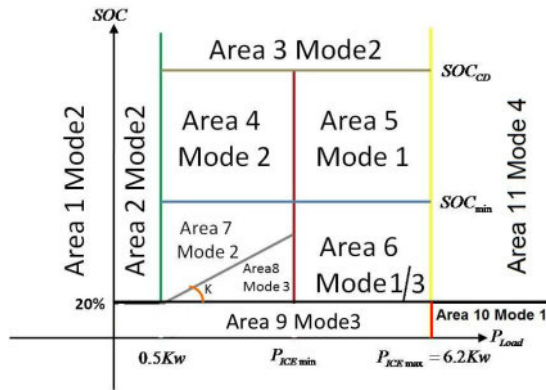 SOC
Area 3 Mode2
SOC_CD
Area 1 Mode2
Area 2 Mode2
Area 4
Mode 2
Area 5
Mode 1
Area 11 Mode 4
SOC_min
Area 7
Mode 2
Area8
Mode 3
K
Area 6
Mode1/3
20%
Area 9 Mode3
Area 10 Mode 1
P_Load
0.5Kw
P_ICE min
P_ICE max = 6.2Kw